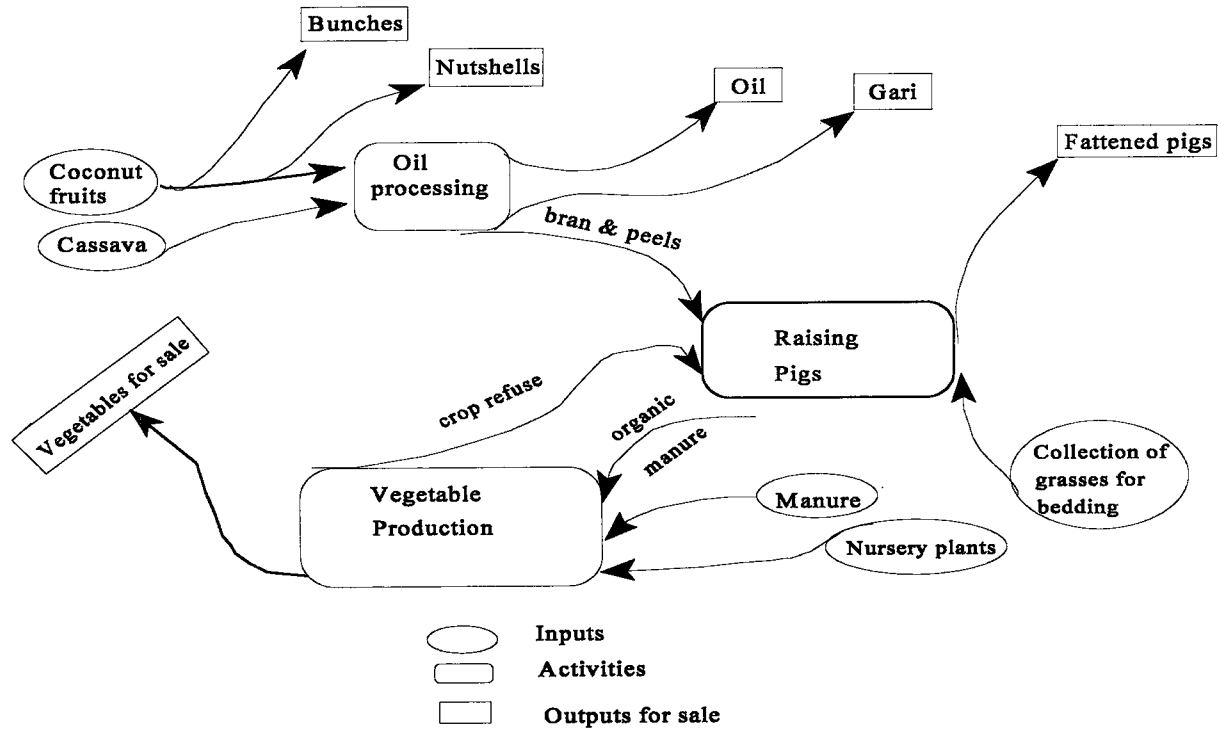 Bunches
Nutshells
Oil
Gari
Fattened pigs
Coconut
fruits
Oil
processing
Cassava
bran & peels
Raising
Pigs
Vegetables for sale
crop refuse
organic
manure
Collection of
grasses for
bedding
Vegetable
Production
Manure
Nursery plants
Inputs
Activities
Outputs for sale